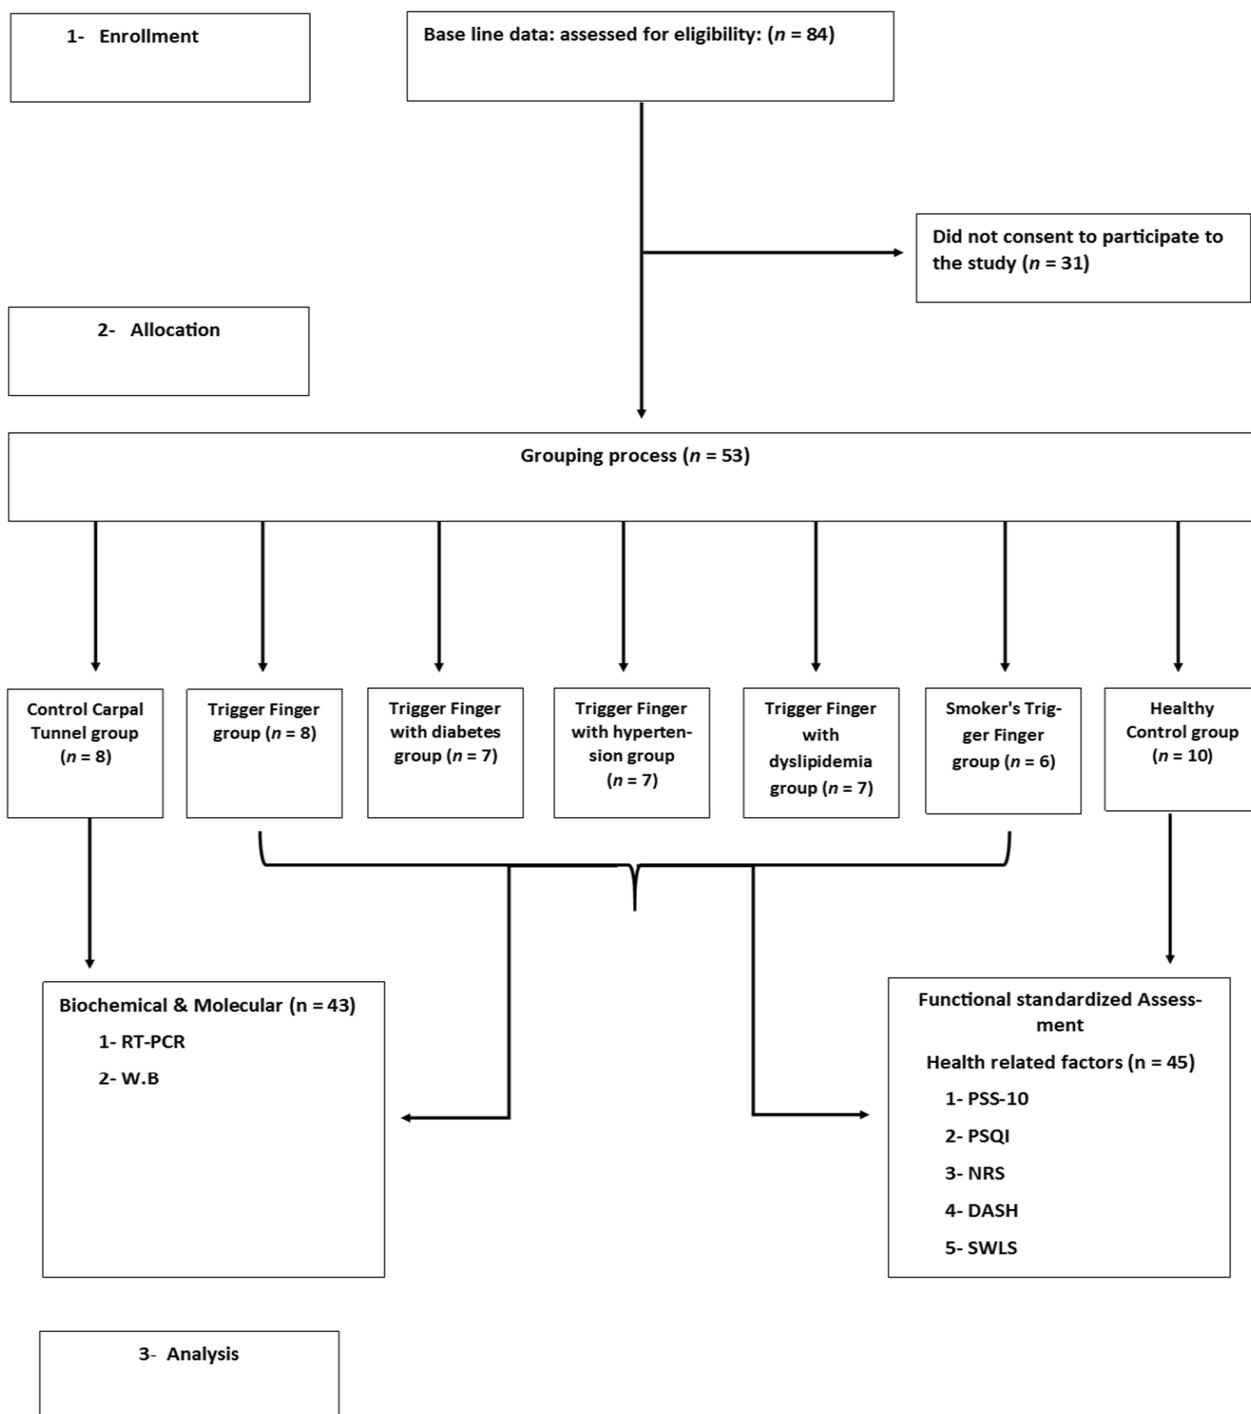 1- Enrollment
Base line data: assessed for eligibility: (n = 84)
Did not consent to participate to
the study (n = 31)
2- Allocation
Grouping process (n = 53)
Control Carpal
Tunnel group
(n = 8)
Trigger Finger
group (n = 8)
Trigger Finger
with diabetes
group (n = 7)
Trigger Finger
with hyperten-
sion group
(n = 7)
Trigger Finger
with
dyslipidemia
group (n = 7)
Smoker's Trig-
ger Finger
group (n = 6)
Healthy
Control group
(n = 10)
Biochemical & Molecular (n = 43)
1- RT-PCR
2- W.B
Functional standardized Assess-
ment
Health related factors (n = 45)
1- PSS-10
2- PSQI
3- NRS
4- DASH
5- SWLS
3- Analysis